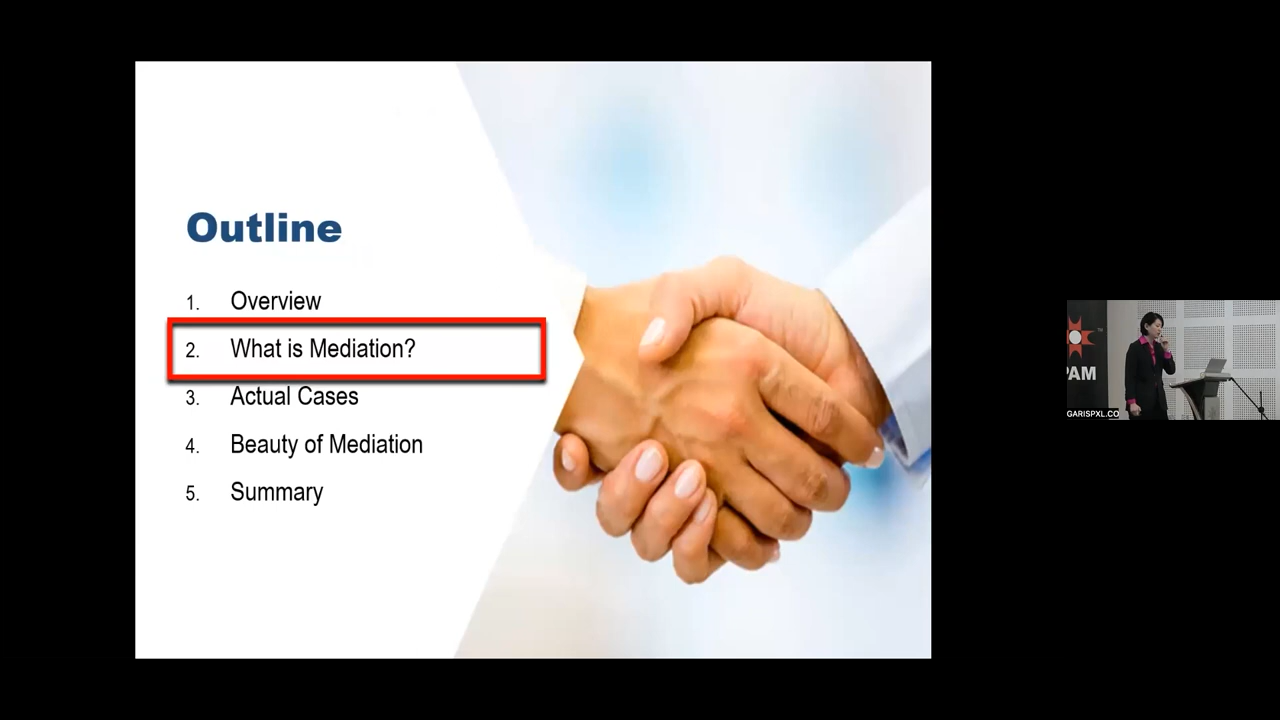 Outline
1. Overview
2. What is Mediation?
3. Actual Cases
4. Beauty of Mediation
5. Summary
PAM
GARISPXL.CO